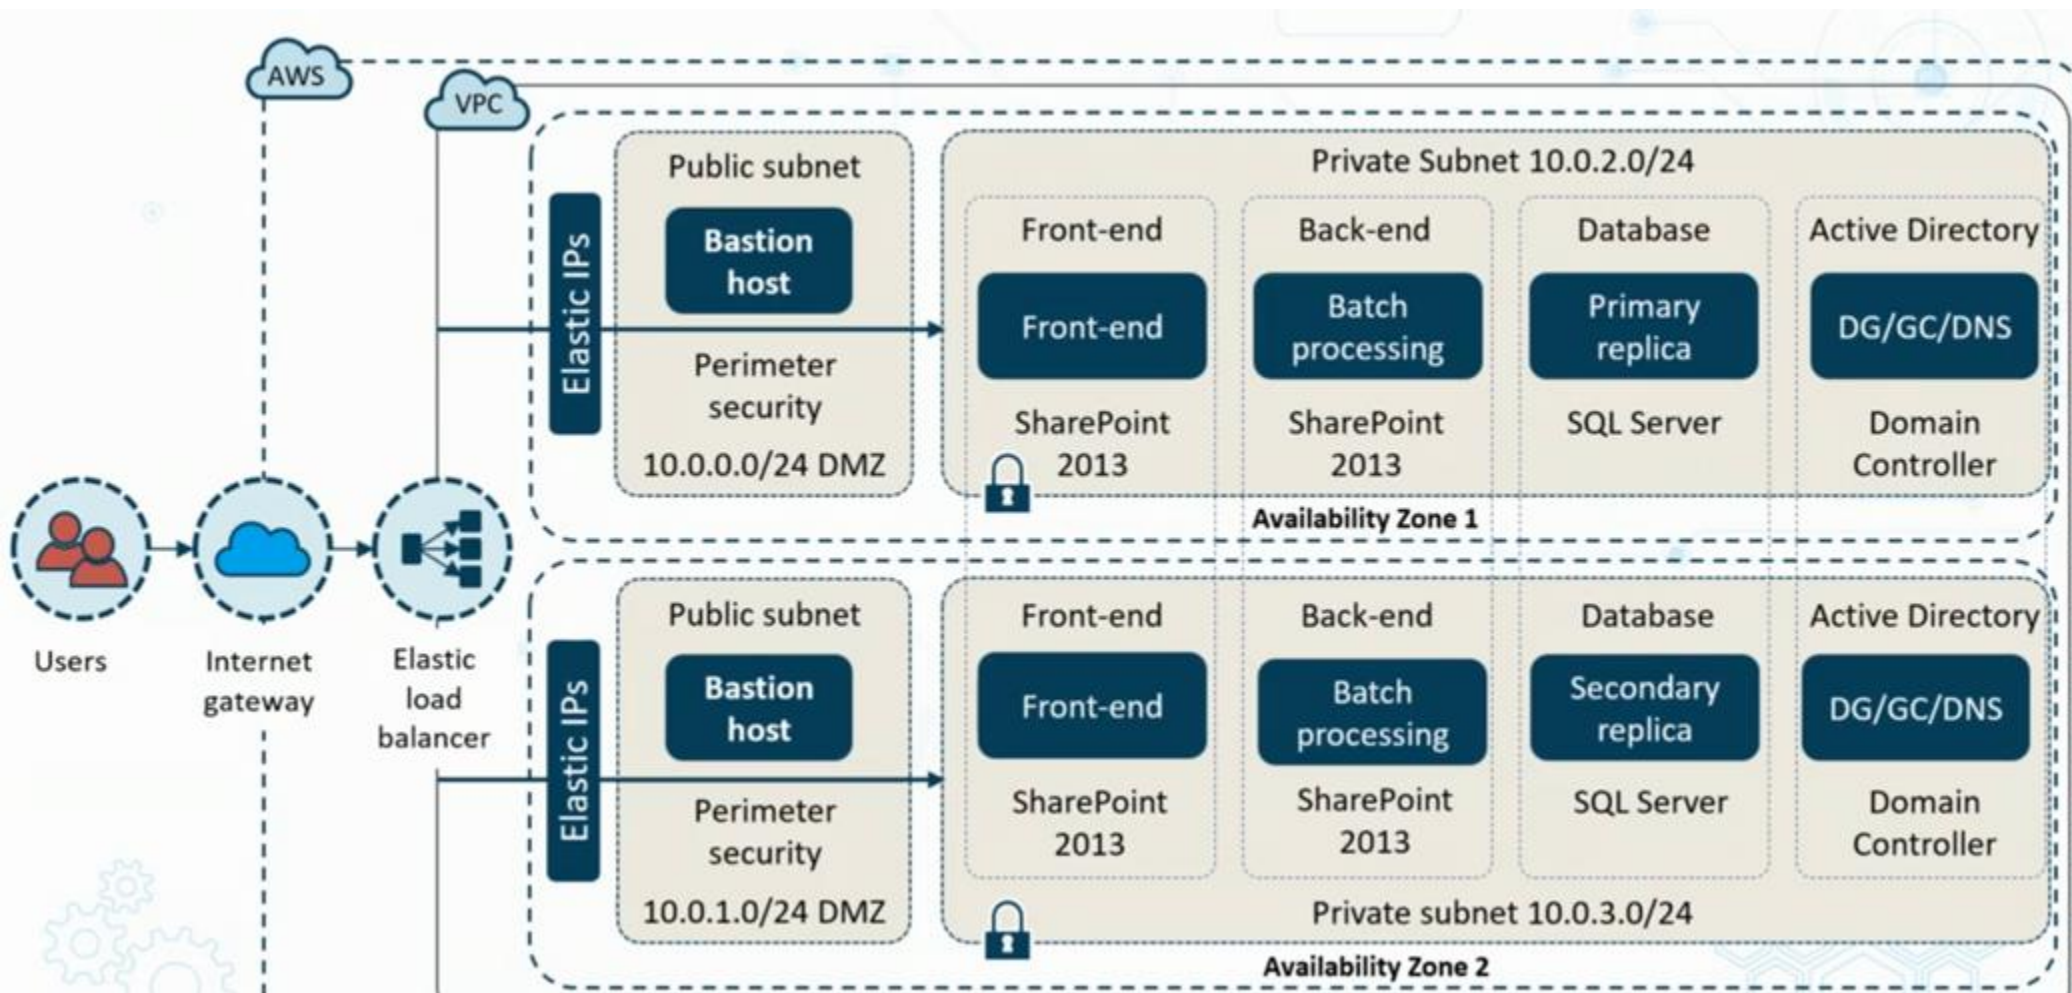 AWS
VPC
Users
Internet
gateway
Elastic
load
balancer
Elastic IPs
Public subnet
Bastion
host
Perimeter
security
10.0.0.0/24 DMZ
Private Subnet 10.0.2.0/24
Front-end
Front-end
SharePoint
2013
Back-end
Batch
processing
SharePoint
2013
Database
Primary
replica
SQL Server
Active Directory
DG/GC/DNS
Domain
Controller
Availability Zone 1
Elastic IPs
Public subnet
Bastion
host
Perimeter
security
10.0.1.0/24 DMZ
Front-end
Front-end
SharePoint
2013
Back-end
Batch
processing
SharePoint
2013
Database
Secondary
replica
SQL Server
Active Directory
DG/GC/DNS
Domain
Controller
Private subnet 10.0.3.0/24
Availability Zone 2